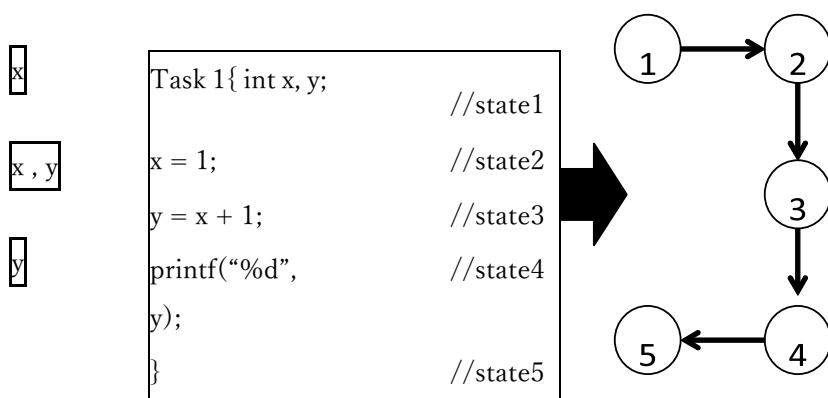 x
x , y
y
Task 1{ int x, y;
//state1
x = 1; //state2
y = x + 1; //state3
printf(“%d”, //state4
y);
} //state5
1 2
3
5 4